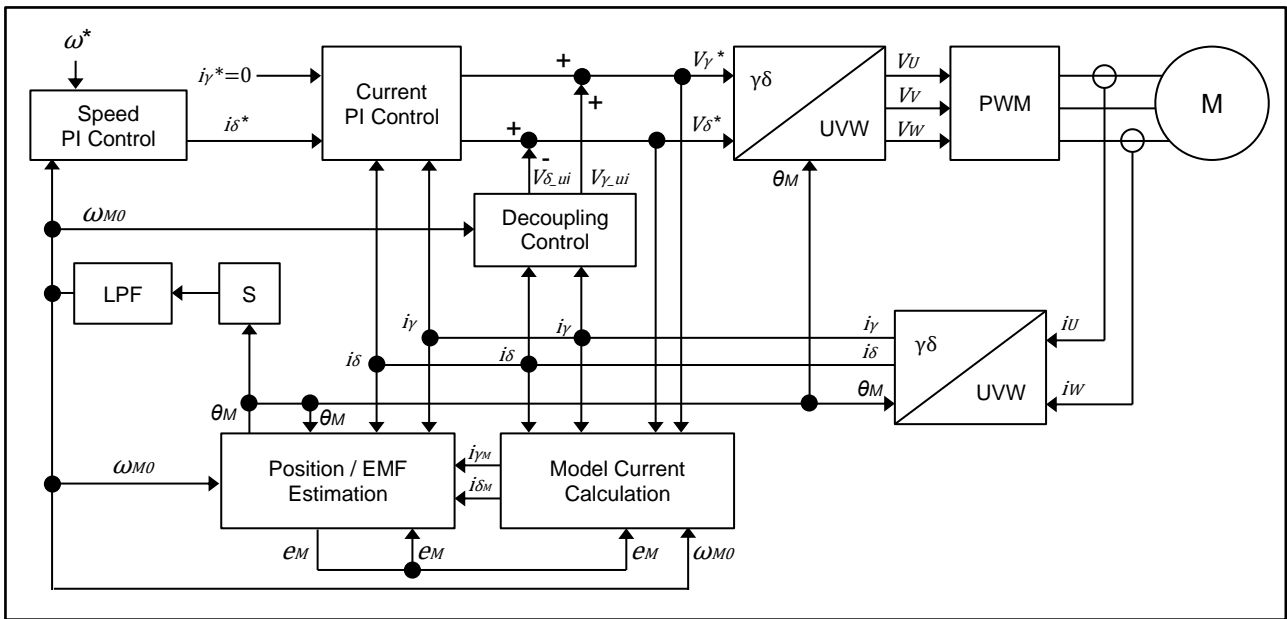 ω*
Speed
PI Control
iγ*=0
iδ*
Current
PI Control
+
+
+
-
Vδ_ui
Vγ_ui
Vγ*
Vδ*
γδ
UVW
θM
VU
VV
VW
PWM
M
ωM0
Decoupling
Control
LPF
S
iγ
iγ
iγ
iδ
iδ
iδ
γδ
UVW
iU
iW
θM
θM
θM
ωM0
Position / EMF
Estimation
iγM
iδM
Model Current
Calculation
eM
eM
eM
ωM0